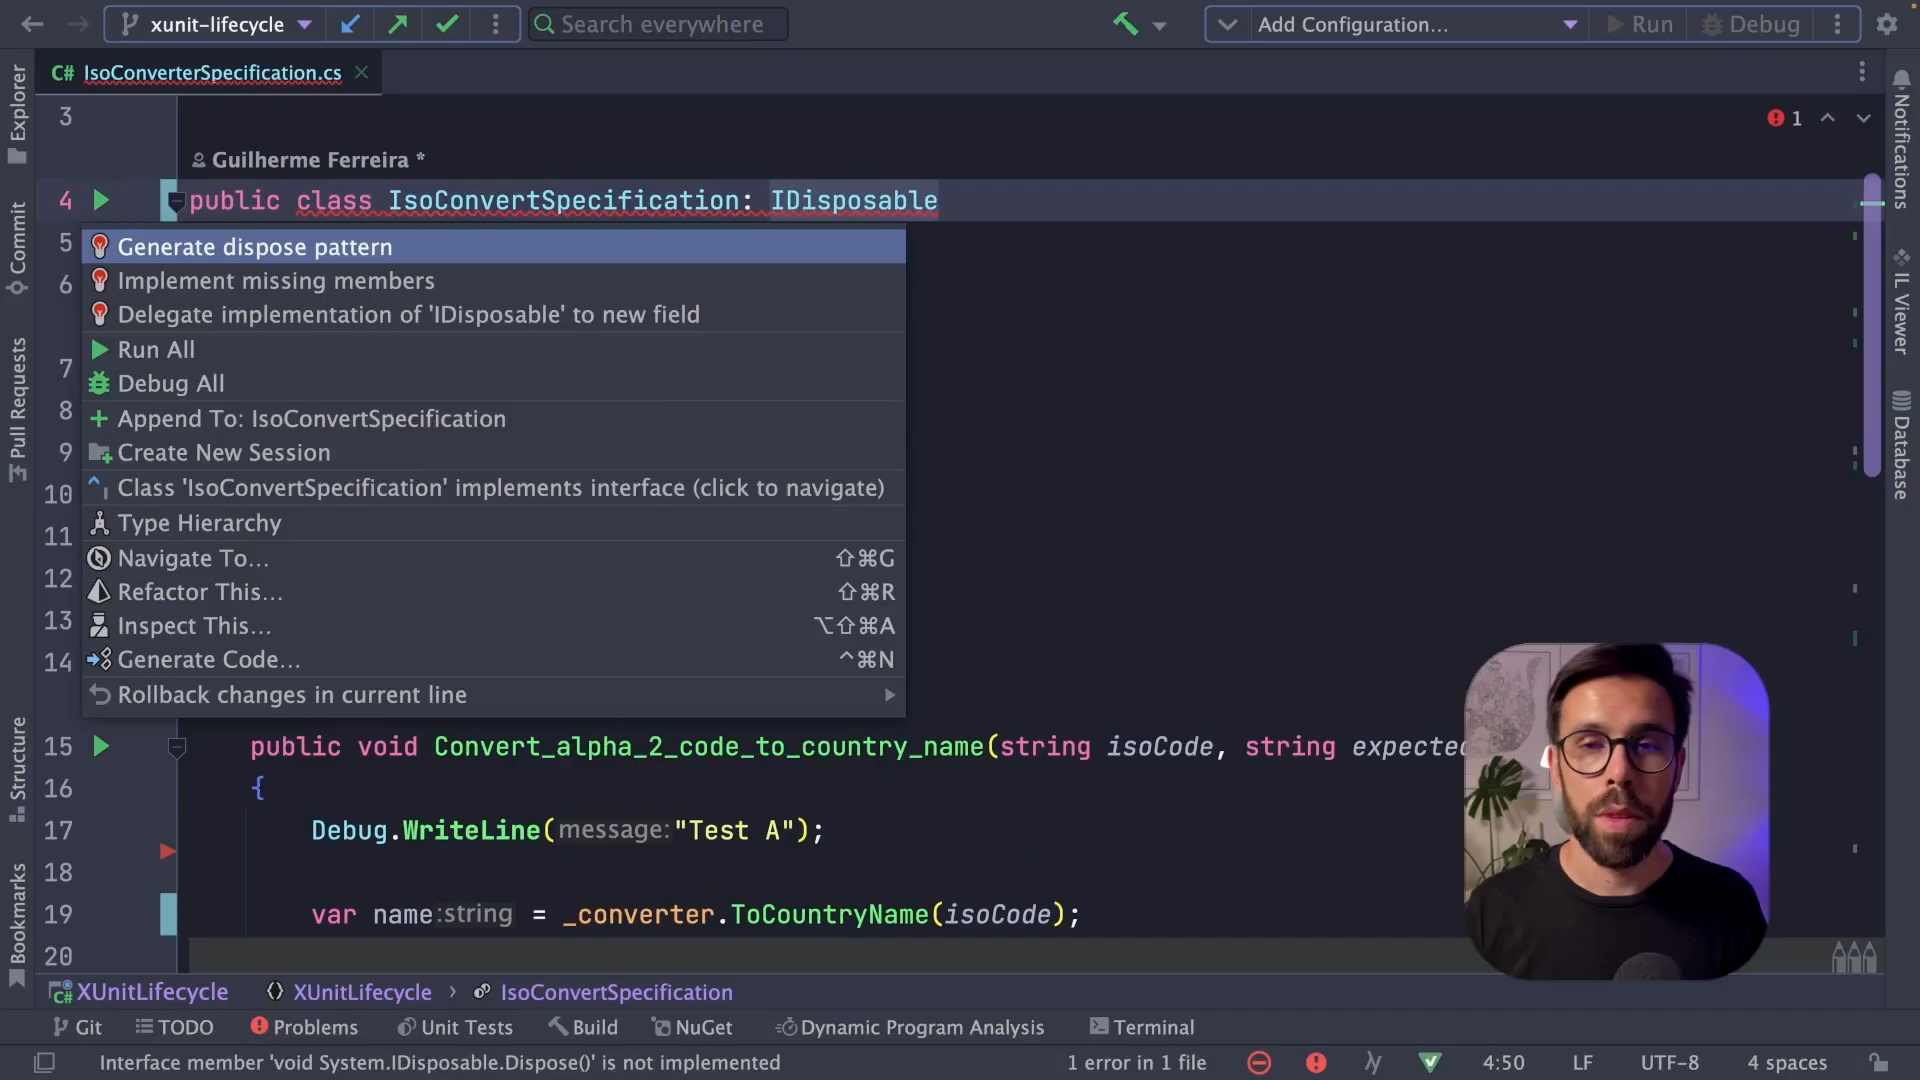 xunit-lifecycle
Search everywhere
Add Configuration...
Run
Debug
C# IsoConverterSpecification.cs
Explorer
Commit
Pull Requests
Structure
Bookmarks
Notifications
IL Viewer
Database
1
3
Guilherme Ferreira *
4 public class IsoConvertSpecification: IDisposable
5
Generate dispose pattern
6
Implement missing members
Delegate implementation of 'IDisposable' to new field
Run All
7
Debug All
8
Append To: IsoConvertSpecification
9
Create New Session
10
Class 'IsoConvertSpecification' implements interface (click to navigate)
11
Type Hierarchy
Navigate To... ⇧⌘G
12
Refactor This... ⇧⌘R
13
Inspect This... ⌥⇧⌘A
14
Generate Code... ^⌘N
Rollback changes in current line
15 public void Convert_alpha_2_code_to_country_name(string isoCode, string expected
16 {
17 Debug.WriteLine(message:"Test A");
18
19 var name:string = _converter.ToCountryName(isoCode);
20
C# XUnitLifecycle
XUnitLifecycle › IsoConvertSpecification
Git
TODO
Problems
Unit Tests
Build
NuGet
Dynamic Program Analysis
Terminal
Interface member 'void System.IDisposable.Dispose()' is not implemented
1 error in 1 file
4:50
LF
UTF-8
4 spaces